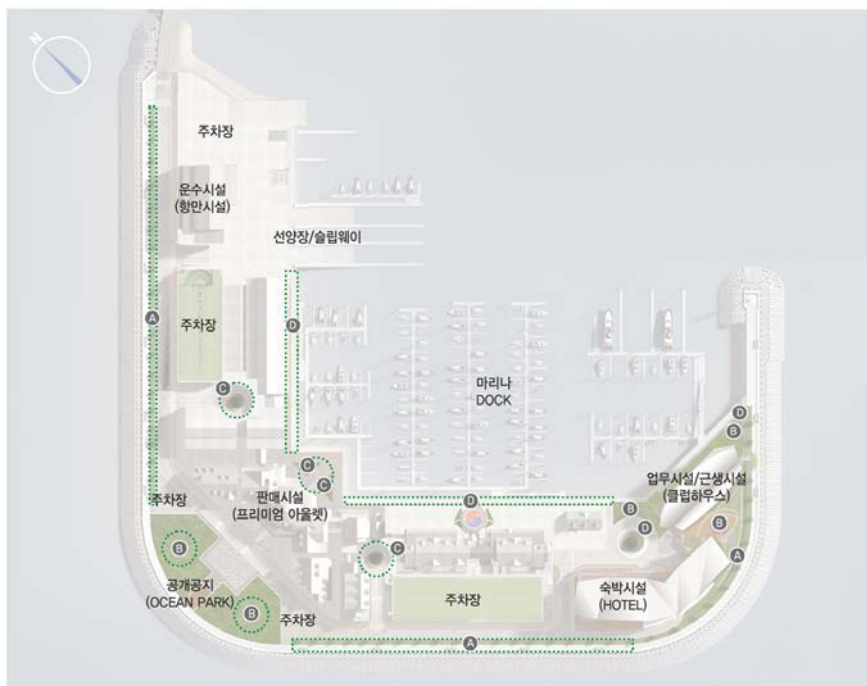 N
주차장
운수시설
(항만시설)
선양장/슬립웨이
A
주차장
D
마리나
DOCK
C
D
B
C
C
업무시설/근생시설
(클럽하우스)
판매시설
(프리미엄 아울렛)
주차장
D
B
B
D
B
C
A
공개공지
(OCEAN PARK)
숙박시설
(HOTEL)
주차장
B
주차장
A